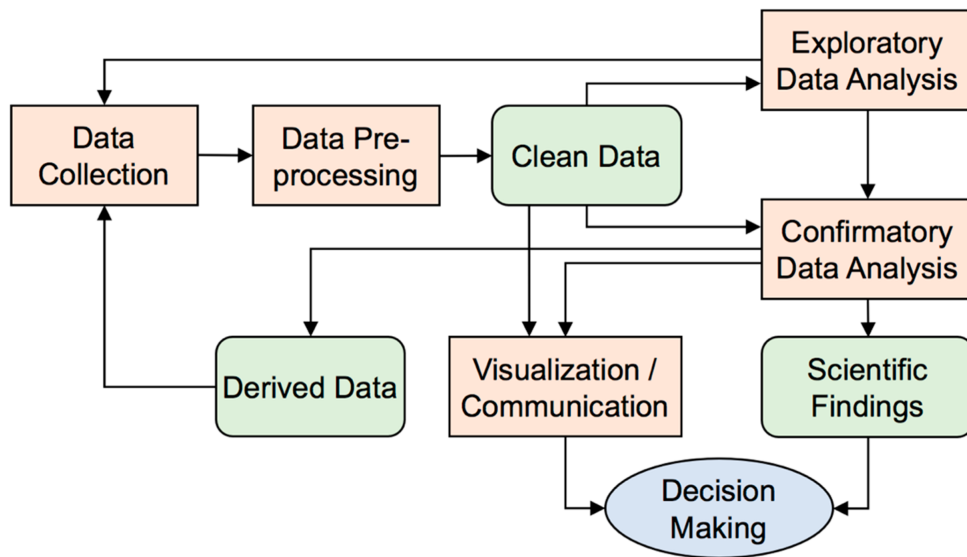 Exploratory
Data Analysis
Data
Collection
Data Pre-
processing
Clean Data
Confirmatory
Data Analysis
Derived Data
Visualization /
Communication
Scientific
Findings
Decision
Making